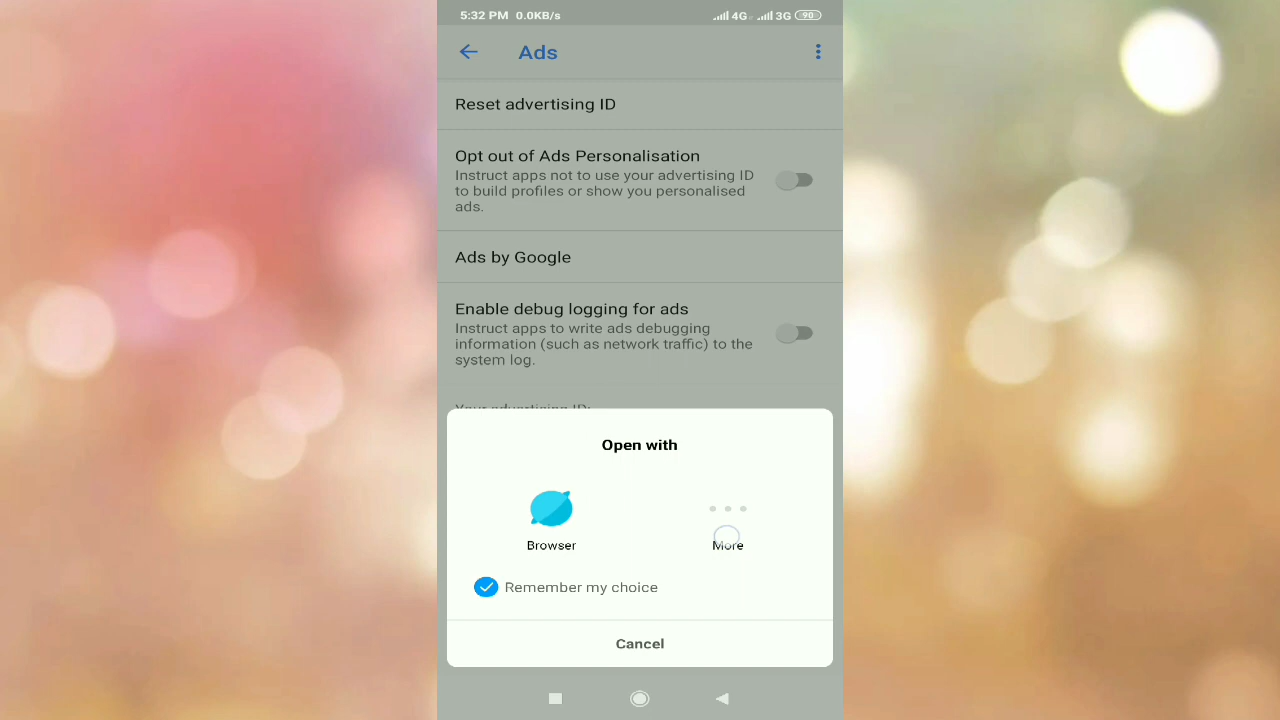 5:32 PM 0.0KB/s 4G 3G 90
Ads
Reset advertising ID
Opt out of Ads Personalisation
Instruct apps not to use your advertising ID
to build profiles or show you personalised
ads.
Ads by Google
Enable debug logging for ads
Instruct apps to write ads debugging
information (such as network traffic) to the
system log.
Your advertising ID:
Open with
Browser
More
Remember my choice
Cancel